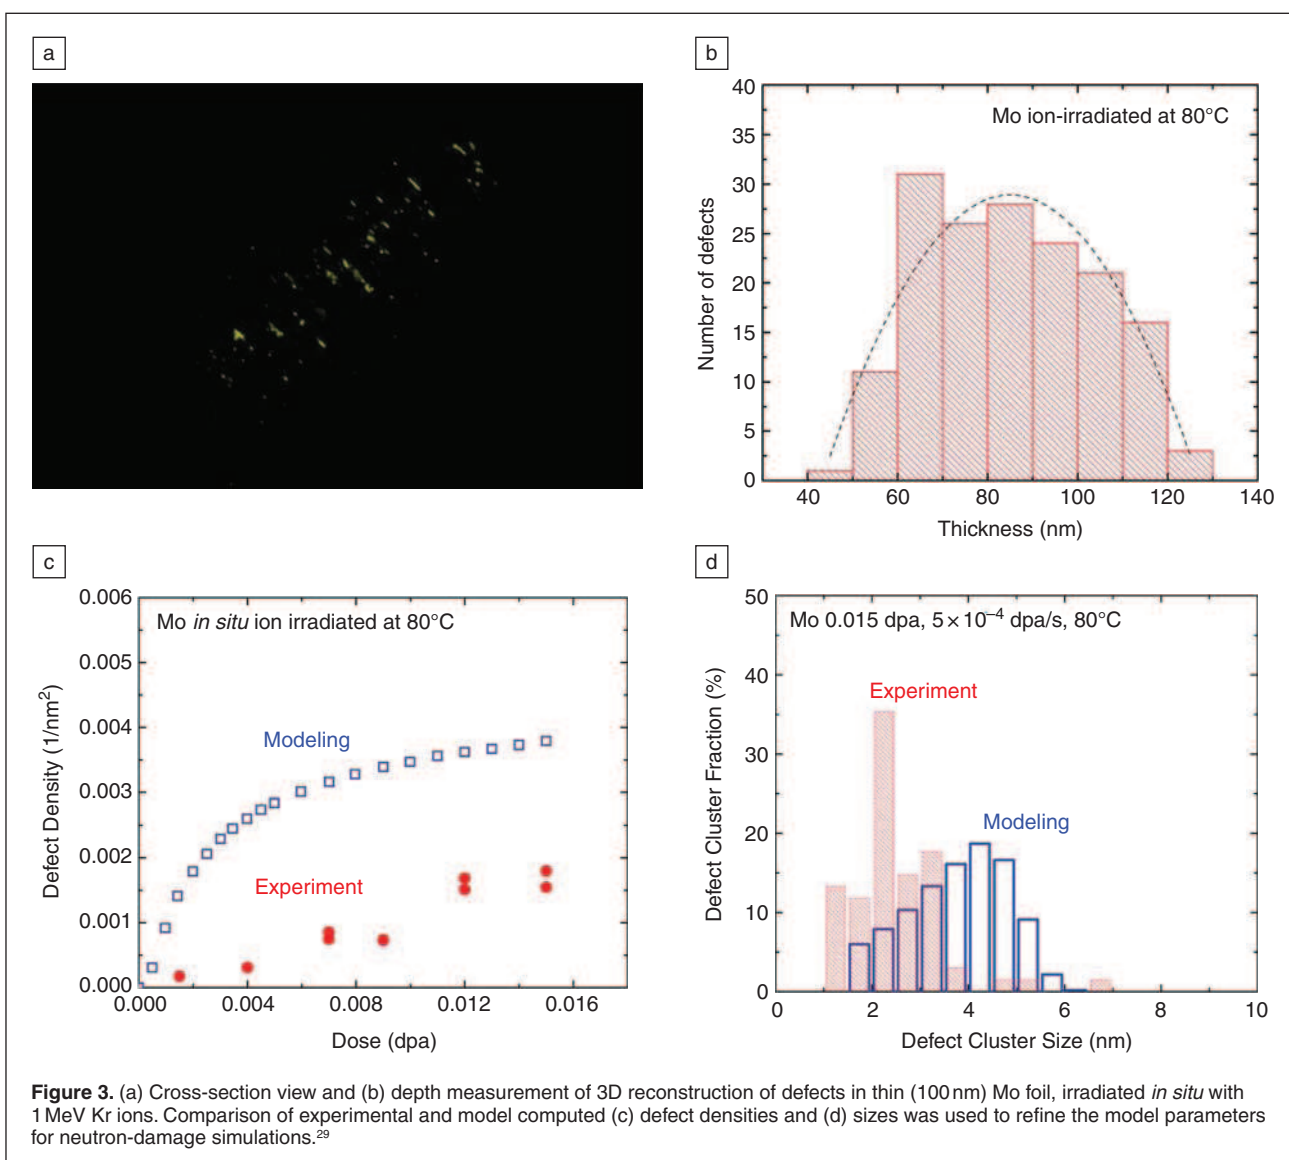 a
b
40
35
30
25
20
15
10
5
0
Number of defects
Mo ion-irradiated at 80°C
40 60 80 100 120 140
Thickness (nm)
c
0.006
0.005
0.004
0.003
0.002
0.001
0.000
Defect Density (1/nm²)
Mo in situ ion irradiated at 80°C
Modeling
Experiment
0.000 0.004 0.008 0.012 0.016
Dose (dpa)
d
50
40
30
20
10
0
Defect Cluster Fraction (%)
Mo 0.015 dpa, 5 × 10⁻⁴ dpa/s, 80°C
Experiment
Modeling
0 2 4 6 8 10
Defect Cluster Size (nm)
Figure 3. (a) Cross-section view and (b) depth measurement of 3D reconstruction of defects in thin (100 nm) Mo foil, irradiated in situ with
1 MeV Kr ions. Comparison of experimental and model computed (c) defect densities and (d) sizes was used to refine the model parameters
for neutron-damage simulations.²⁹